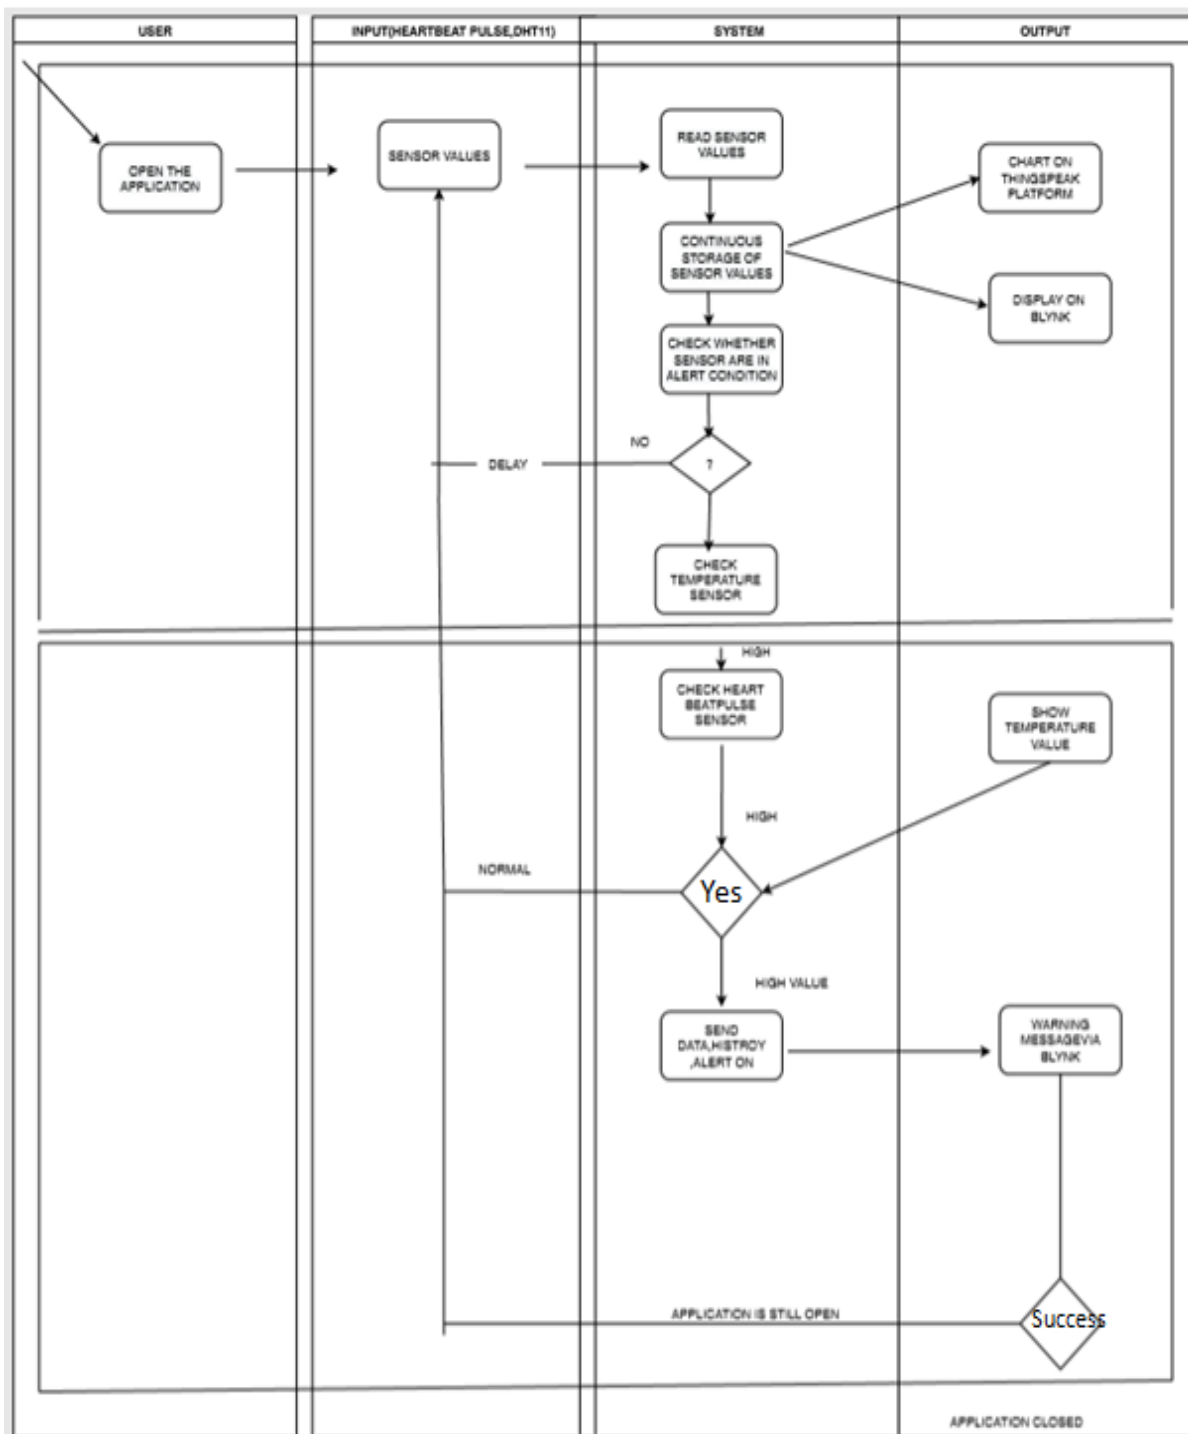 USER
INPUT(HEARTBEAT PULSE,DHT11)
SYSTEM
OUTPUT
OPEN THE
APPLICATION
SENSOR VALUES
READ SENSOR
VALUES
CHART ON
THINGSPEAK
PLATFORM
CONTINUOUS
STORAGE OF
SENSOR VALUES
DISPLAY ON
BLYNK
CHECK WHETHER
SENSOR ARE IN
ALERT CONDITION
NO
DELAY
?
CHECK
TEMPERATURE
SENSOR
HIGH
CHECK HEART
BEATPULSE
SENSOR
SHOW
TEMPERATURE
VALUE
HIGH
NORMAL
Yes
HIGH VALUE
SEND
DATA,HISTROY
,ALERT ON
WARNING
MESSAGEVIA
BLYNK
APPLICATION IS STILL OPEN
Success
APPLICATION CLOSED